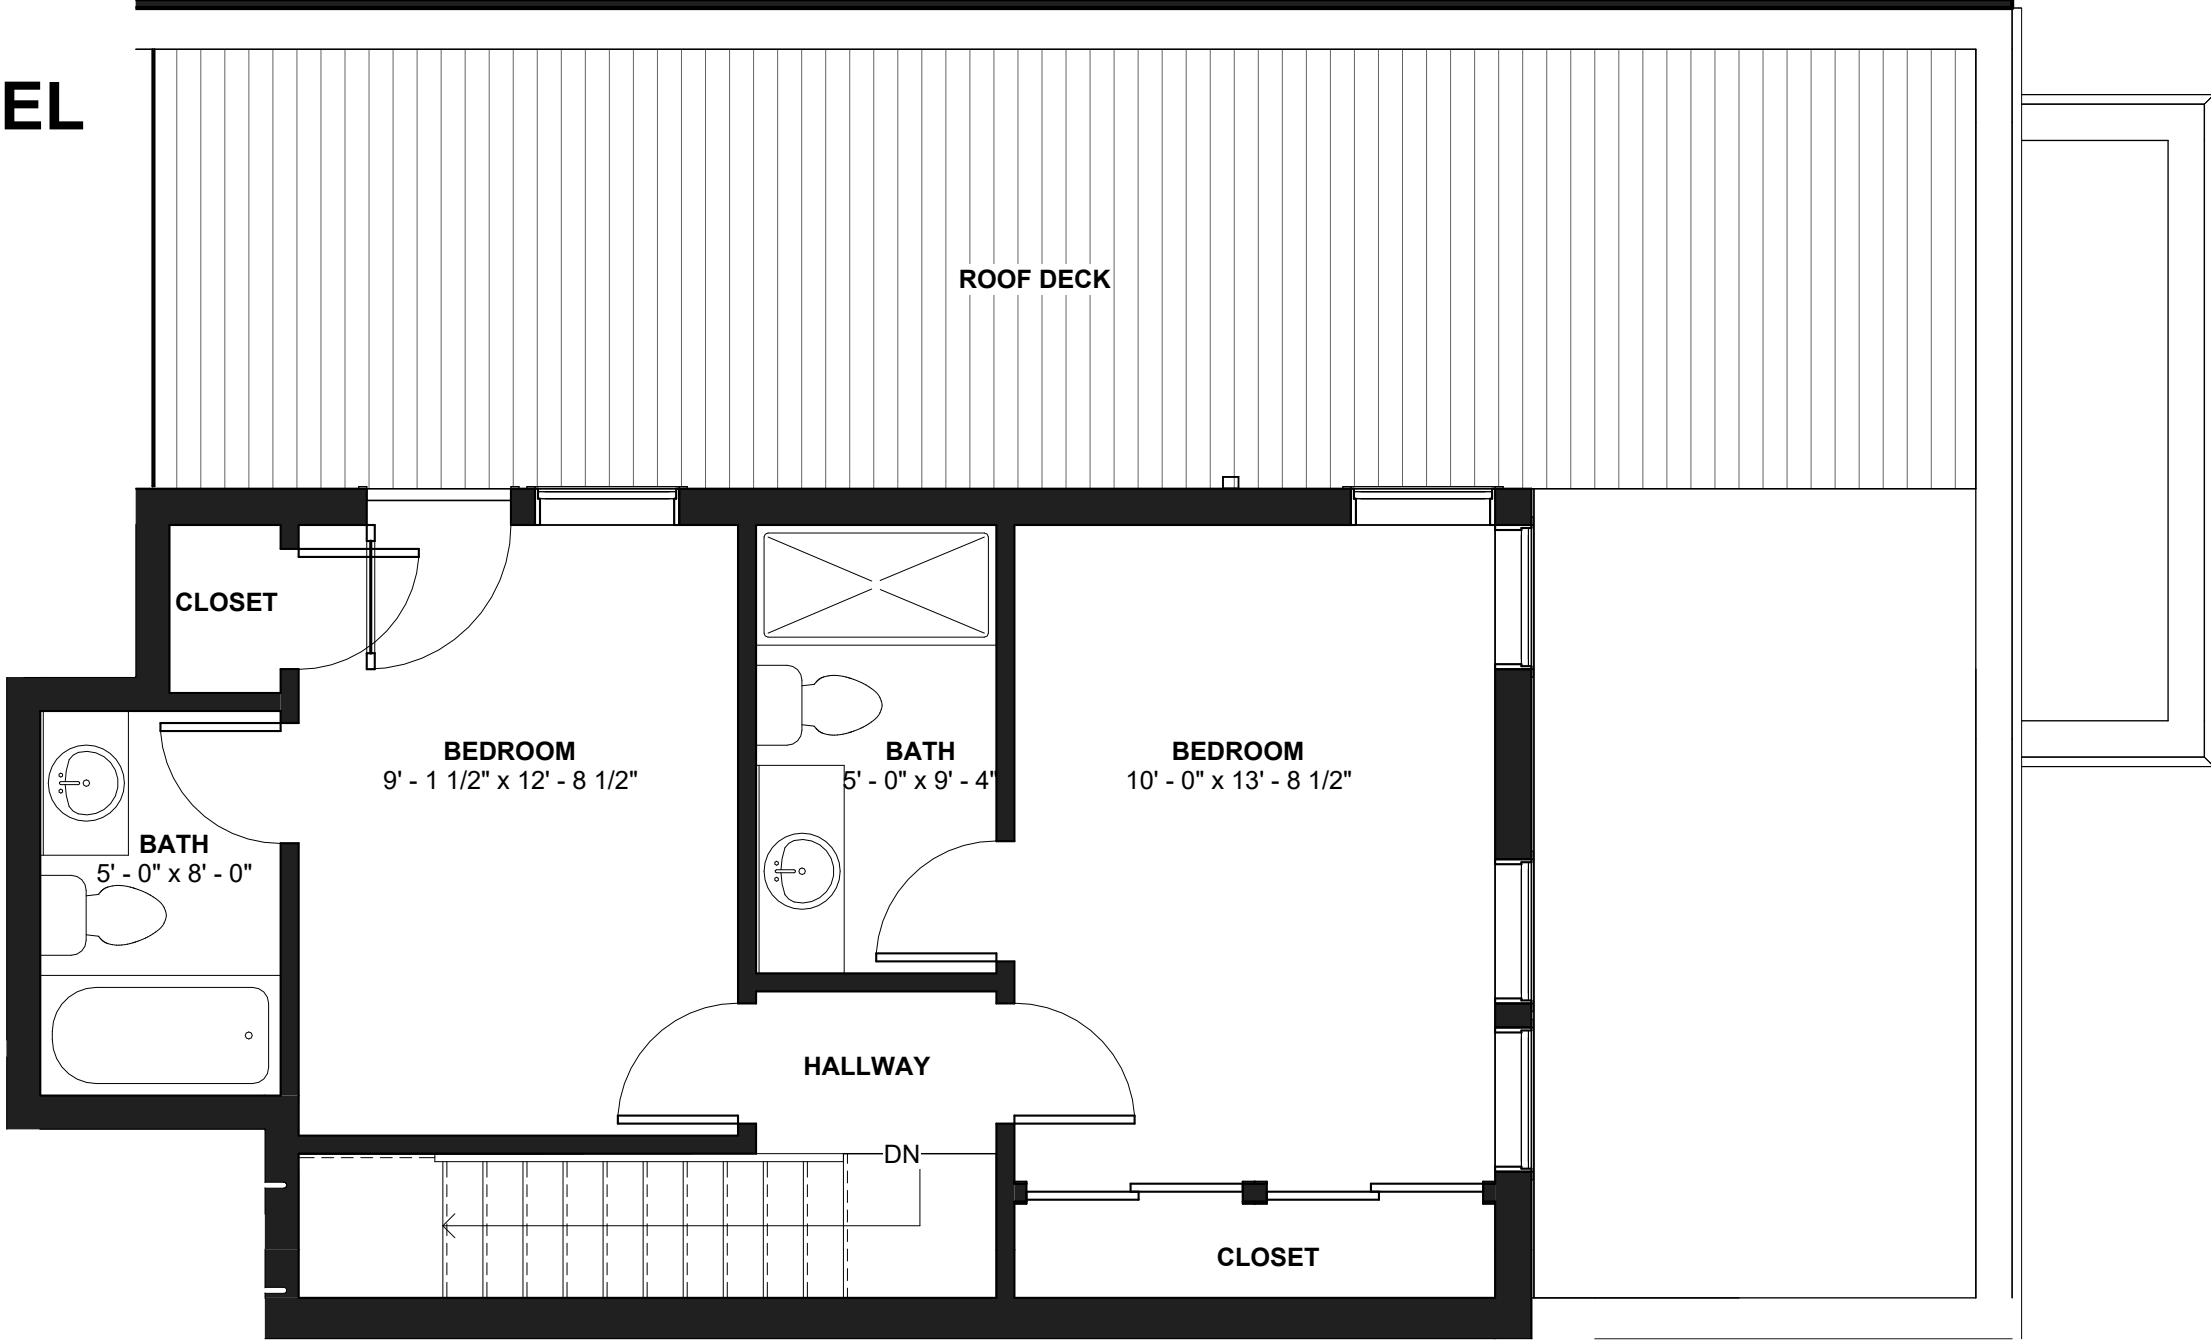 EL
ROOF DECK
CLOSET
BEDROOM
9' - 1 1/2" x 12' - 8 1/2"
BATH
5' - 0" x 9' - 4"
BEDROOM
10' - 0" x 13' - 8 1/2"
BATH
5' - 0" x 8' - 0"
HALLWAY
DN
CLOSET